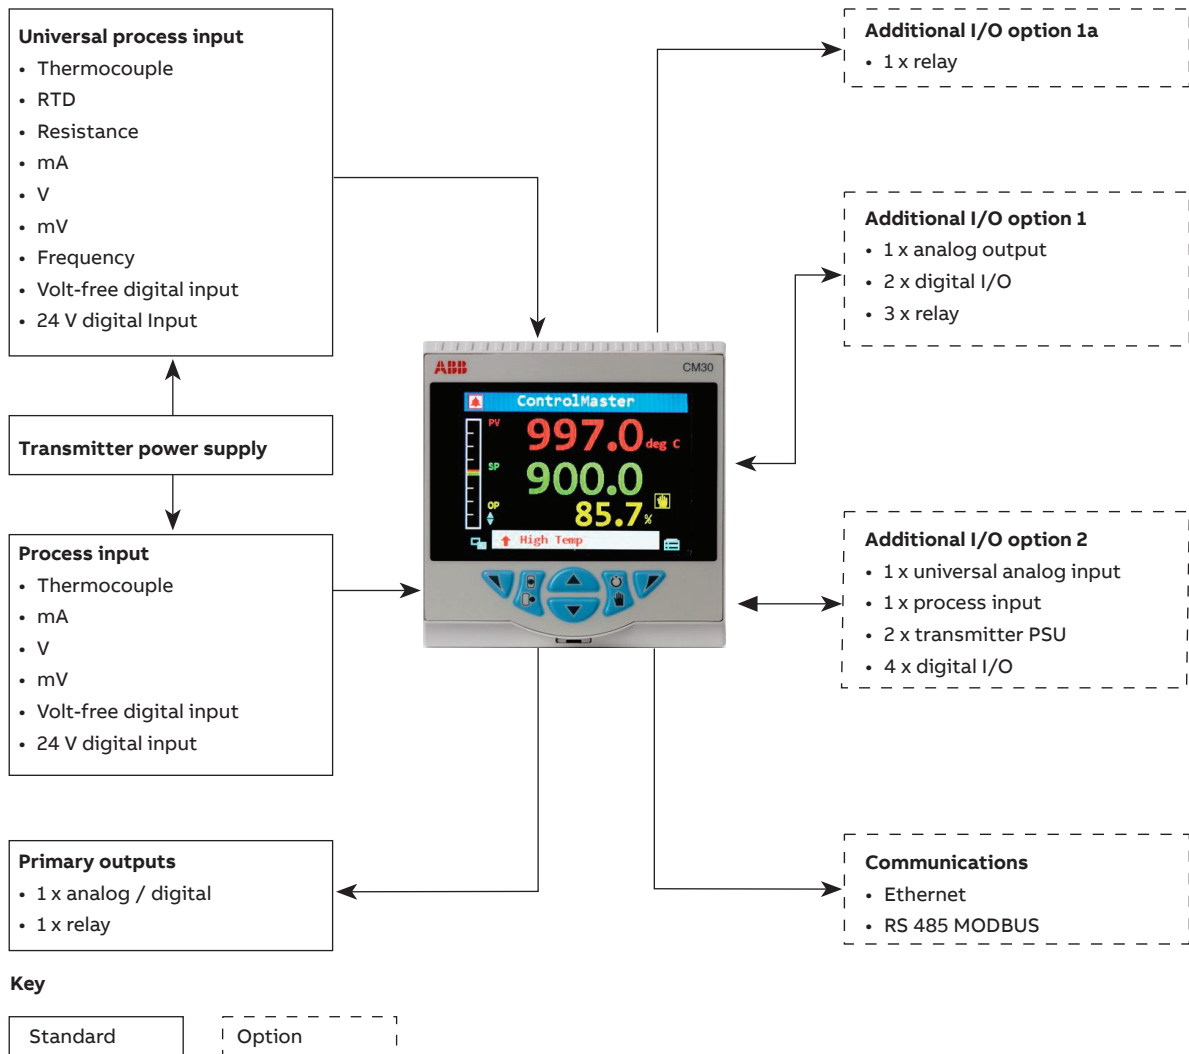 Universal process input
• Thermocouple
• RTD
• Resistance
• mA
• V
• mV
• Frequency
• Volt-free digital input
• 24 V digital Input
Transmitter power supply
Process input
• Thermocouple
• mA
• V
• mV
• Volt-free digital input
• 24 V digital input
Primary outputs
• 1 x analog / digital
• 1 x relay
ABB
CM30
ControlMaster
PV
997.0 deg C
SP
900.0
OP
85.7 %
High Temp
Additional I/O option 1a
• 1 x relay
Additional I/O option 1
• 1 x analog output
• 2 x digital I/O
• 3 x relay
Additional I/O option 2
• 1 x universal analog input
• 1 x process input
• 2 x transmitter PSU
• 4 x digital I/O
Communications
• Ethernet
• RS 485 MODBUS
Key
Standard
Option